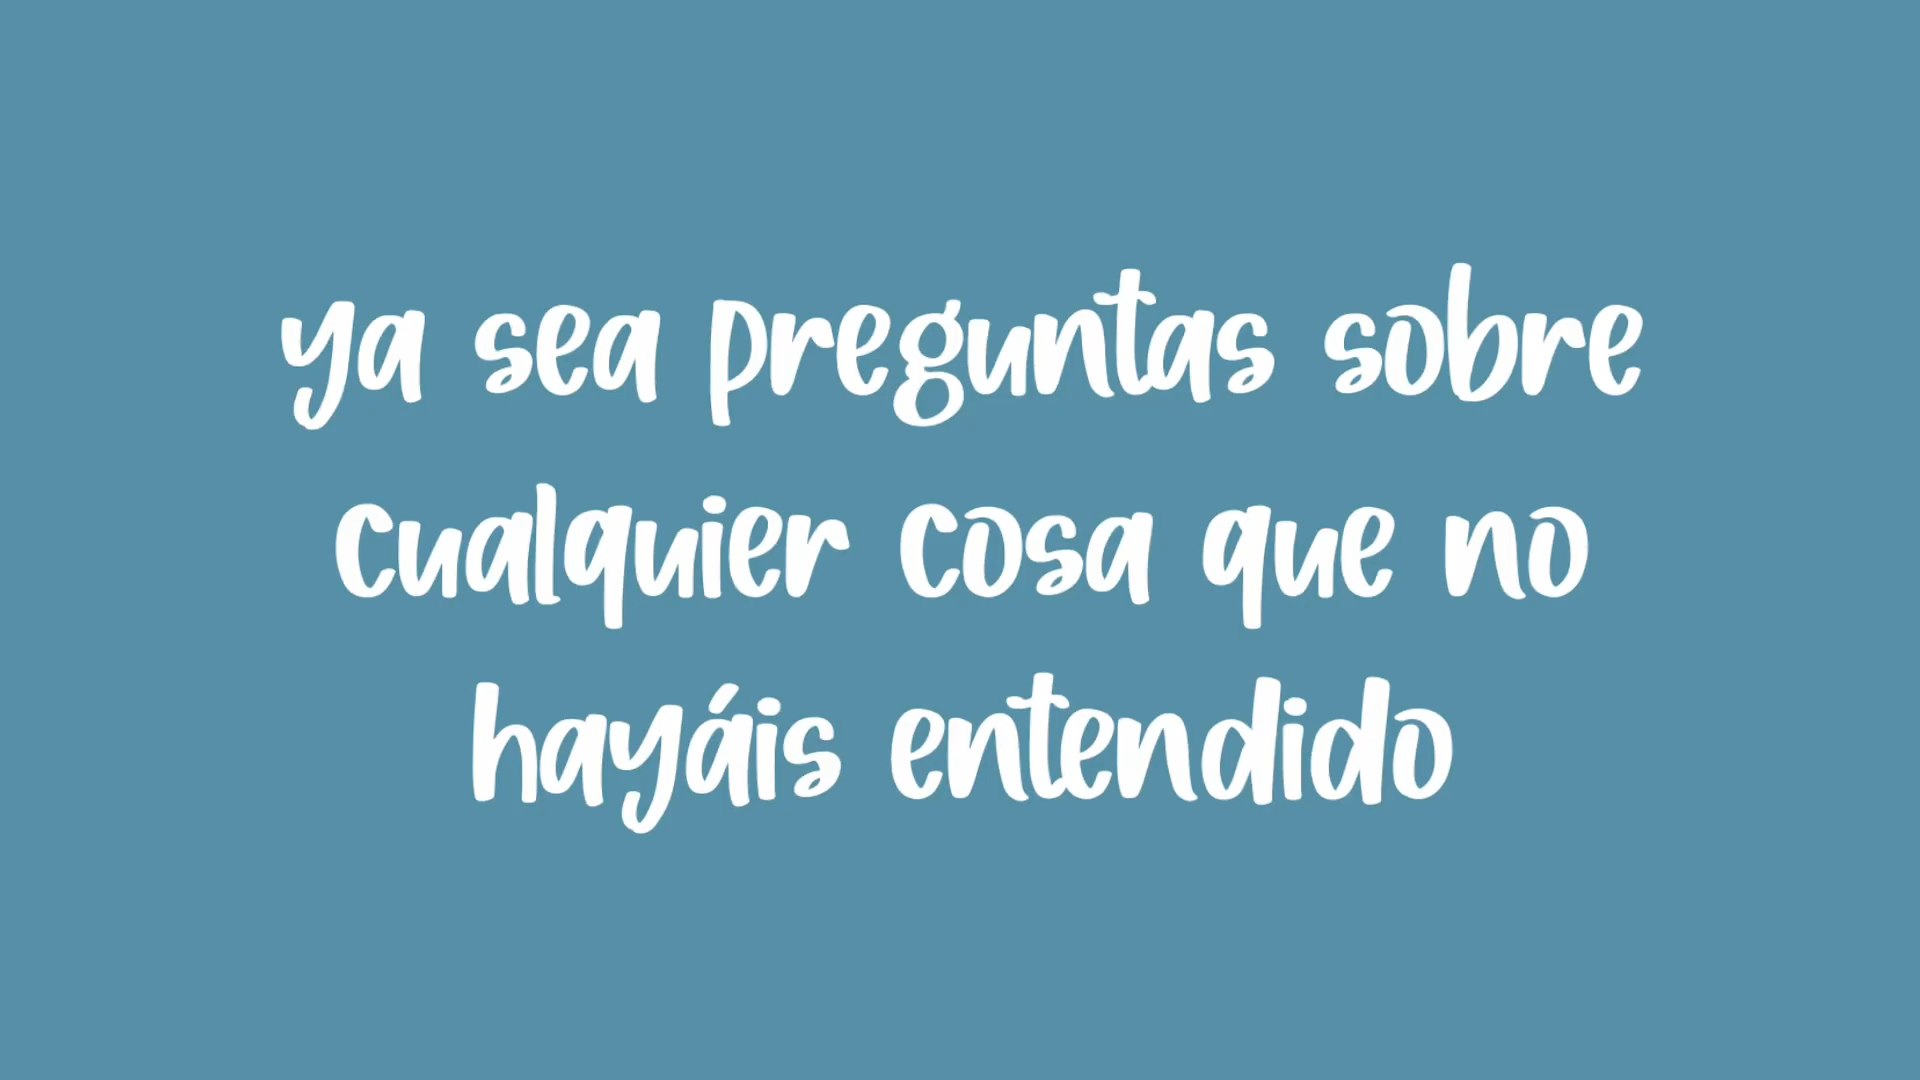 ya sea preguntas sobre
cualquier cosa que no
hayáis entendido